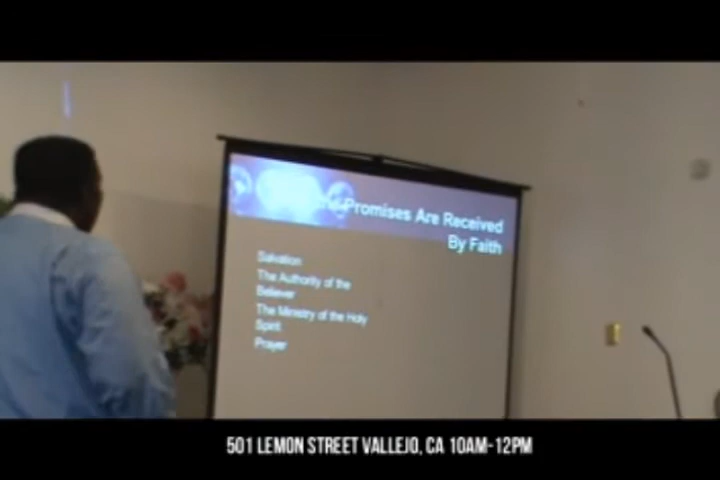 Promises Are Received
By Faith
Salvation
The Authority of the
Believer
The Ministry of the Holy
Spirit
Prayer
501 LEMON STREET VALLEJO, CA 10AM-12PM